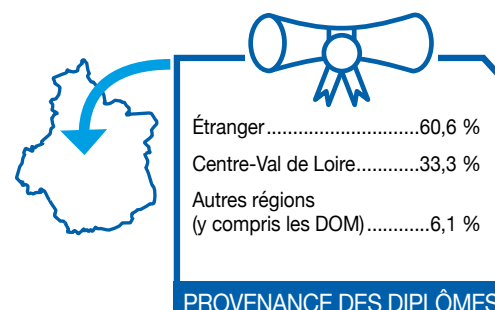 Étranger............................60,6 %
Centre-Val de Loire............33,3 %
Autres régions
(y compris les DOM)...........6,1 %
PROVENANCE DES DIPLÔMES